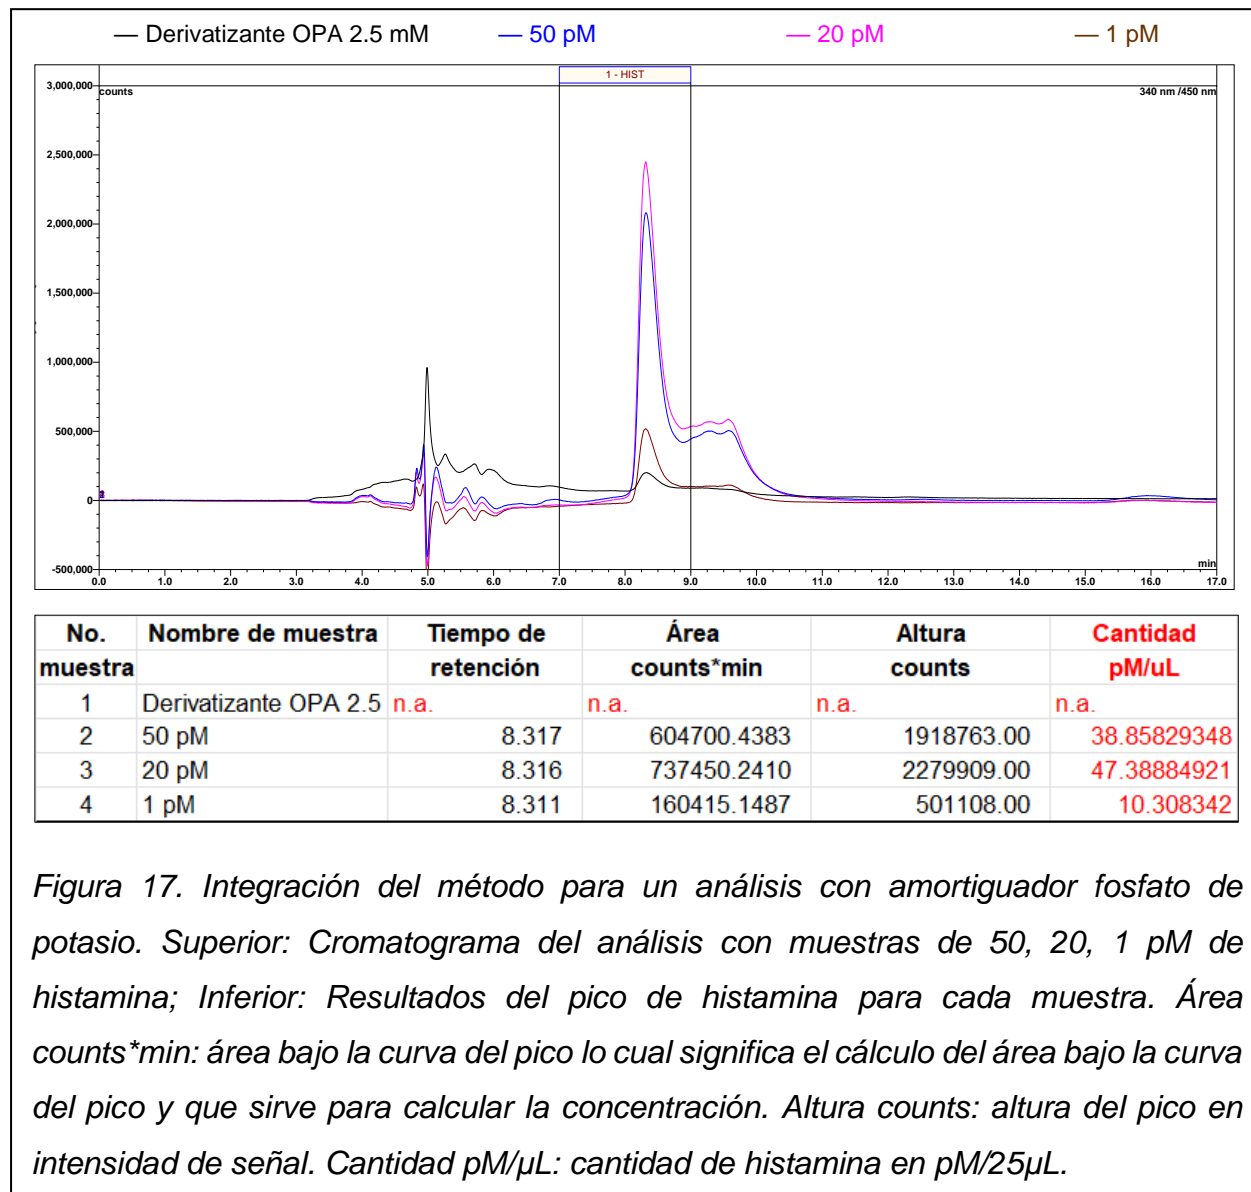 — Derivatizante OPA 2.5 mM — 50 pM — 20 pM — 1 pM
1 - HIST
counts 340 nm /450 nm
3,000,000
2,500,000
2,000,000
1,500,000
1,000,000
500,000
0
-500,000
min
0.0 1.0 2.0 3.0 4.0 5.0 6.0 7.0 8.0 9.0 10.0 11.0 12.0 13.0 14.0 15.0 16.0 17.0
No. Nombre de muestra Tiempo de Área Altura Cantidad
muestra retención counts*min counts pM/uL
1 Derivatizante OPA 2.5 n.a. n.a. n.a. n.a.
2 50 pM 8.317 604700.4383 1918763.00 38.85829348
3 20 pM 8.316 737450.2410 2279909.00 47.38884921
4 1 pM 8.311 160415.1487 501108.00 10.308342
Figura 17. Integración del método para un análisis con amortiguador fosfato de
potasio. Superior: Cromatograma del análisis con muestras de 50, 20, 1 pM de
histamina; Inferior: Resultados del pico de histamina para cada muestra. Área
counts*min: área bajo la curva del pico lo cual significa el cálculo del área bajo la curva
del pico y que sirve para calcular la concentración. Altura counts: altura del pico en
intensidad de señal. Cantidad pM/µL: cantidad de histamina en pM/25µL.